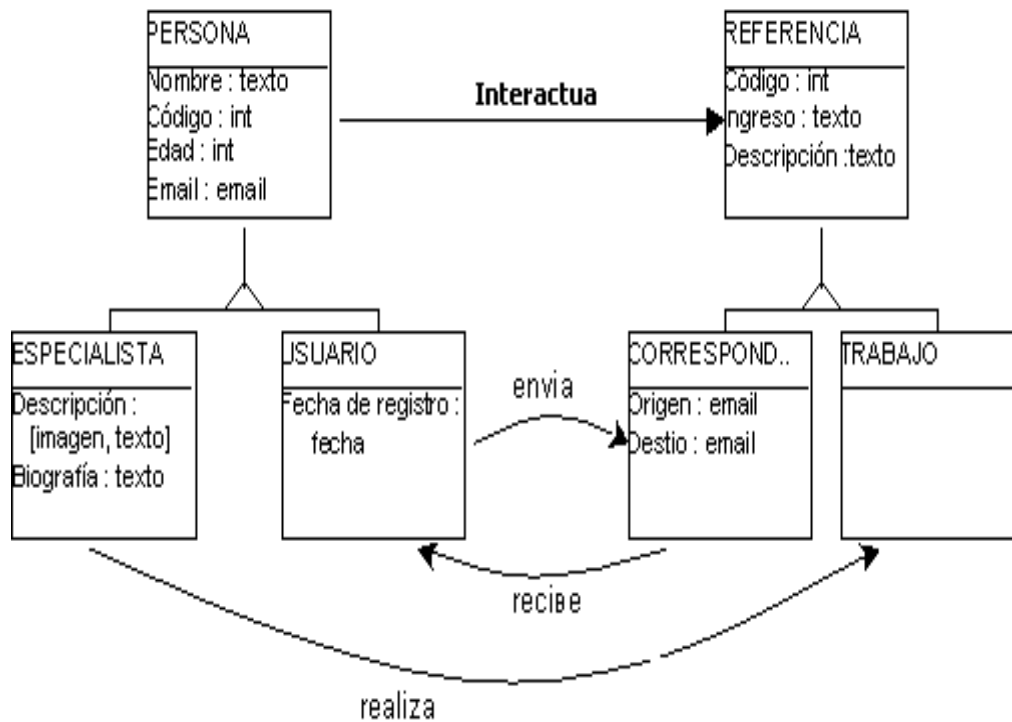 PERSONA
Nombre : texto
Código : int
Edad : int
Email : email
Interactua
REFERENCIA
Código : int
Ingreso : texto
Descripción :texto
ESPECIALISTA
Descripción :
[imagen, texto]
Biografía : texto
USUARIO
Fecha de registro :
fecha
envia
CORRESPOND..
Origen : email
Destio : email
TRABAJO
recibe
realiza